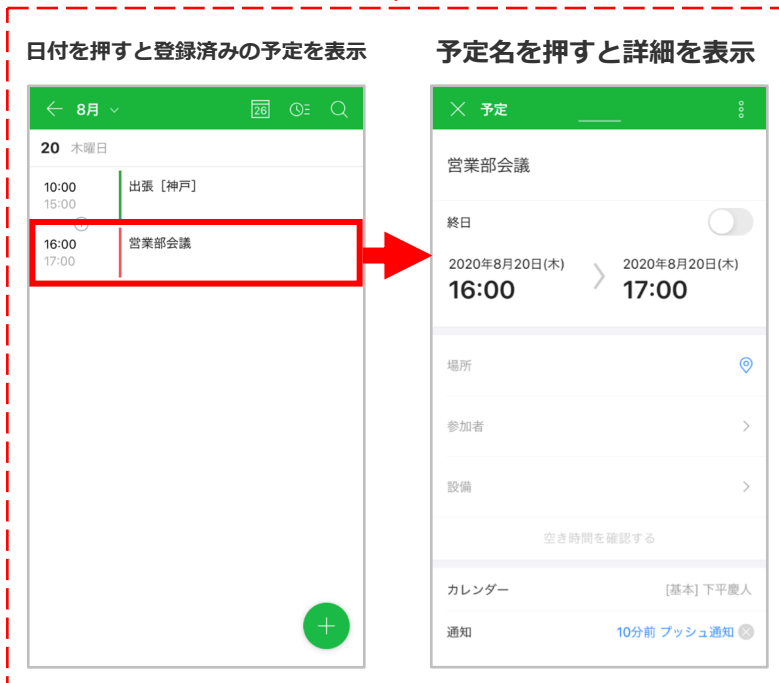 日付を押すと登録済みの予定を表示
予定名を押すと詳細を表示
8月
26
20 木曜日
10:00
15:00
出張［神戸］
16:00
17:00
営業部会議
予定
営業部会議
終日
2020年8月20日(木)
16:00
2020年8月20日(木)
17:00
場所
参加者
設備
空き時間を確認する
カレンダー
[基本] 下平慶人
通知
10分前 プッシュ通知